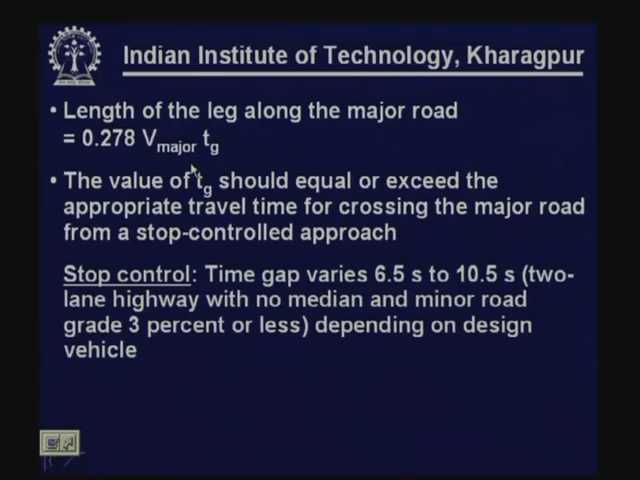 Indian Institute of Technology, Kharagpur
• Length of the leg along the major road
= 0.278 Vmajor tg
• The value of tg should equal or exceed the
appropriate travel time for crossing the major road
from a stop-controlled approach
Stop control: Time gap varies 6.5 s to 10.5 s (two-
lane highway with no median and minor road
grade 3 percent or less) depending on design
vehicle